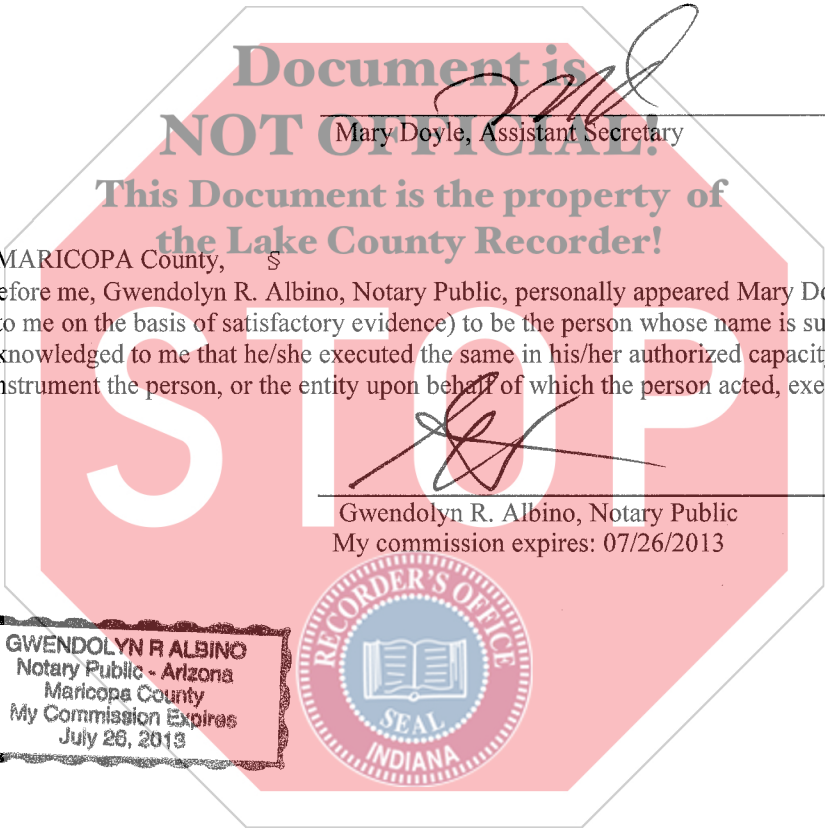 Document is
NOT OFFICIAL!
Mary Doyle, Assistant Secretary
This Document is the property of
the Lake County Recorder!
MARICOPA County, §
efore me, Gwendolyn R. Albino, Notary Public, personally appeared Mary Do
to me on the basis of satisfactory evidence) to be the person whose name is su
knowledged to me that he/she executed the same in his/her authorized capacity
nstrument the person, or the entity upon behalf of which the person acted, exe
STOP
Gwendolyn R. Albino, Notary Public
My commission expires: 07/26/2013
RECORDER'S OFFICE
SEAL
INDIANA
GWENDOLYN R ALBINO
Notary Public - Arizona
Maricopa County
My Commission Expires
July 26, 2013